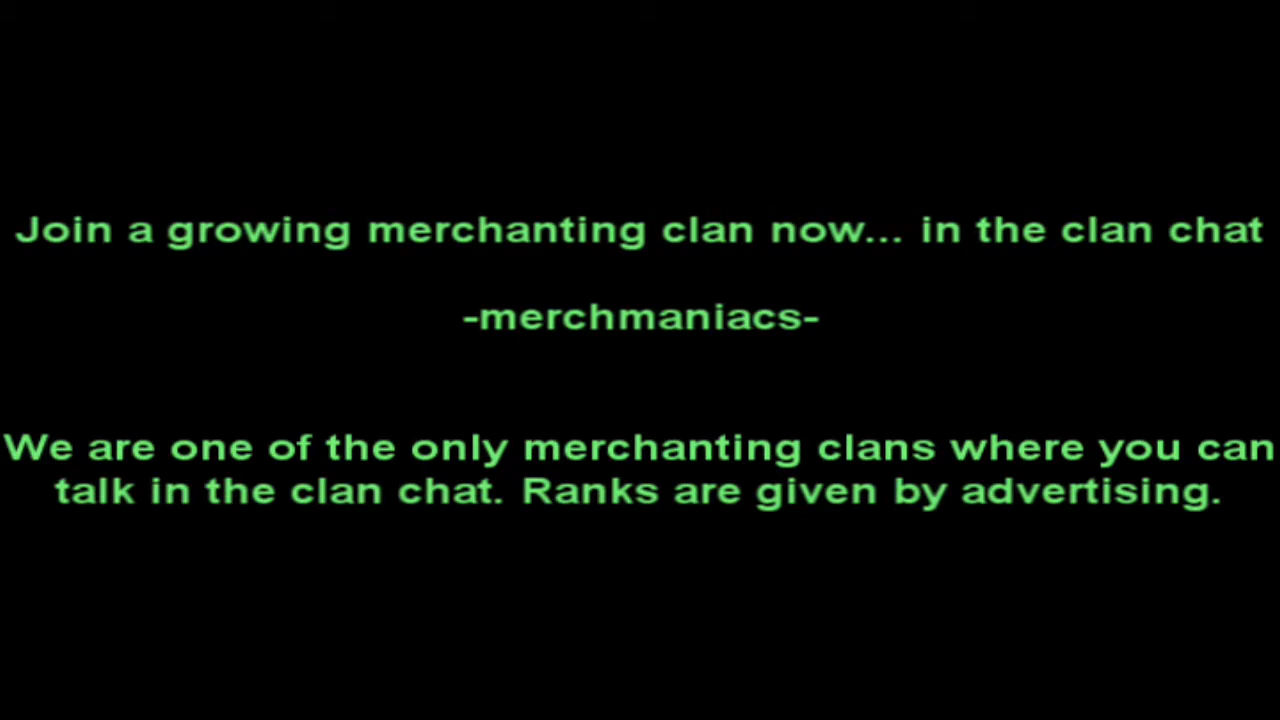 Join a growing merchanting clan now... in the clan chat
-merchmaniacs-
We are one of the only merchanting clans where you can
talk in the clan chat. Ranks are given by advertising.